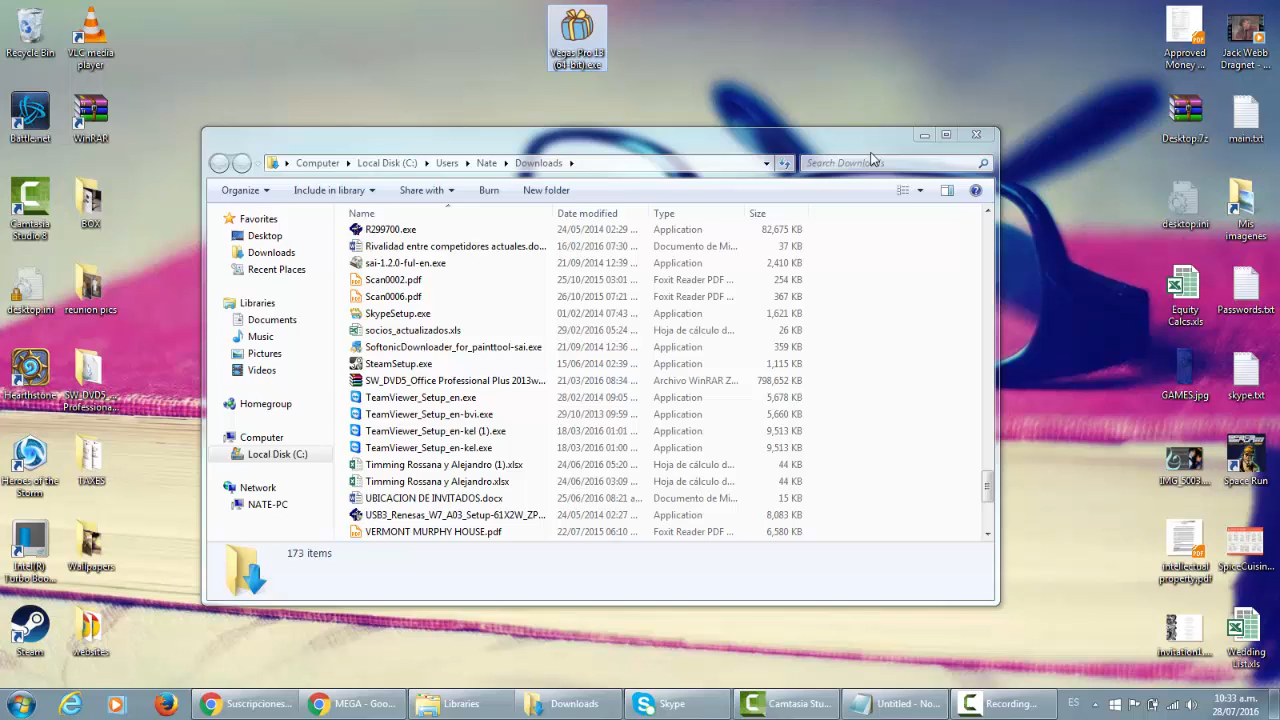 Recycle Bin
VLC media
player
Vegas Pro 13
(64-bit).exe
Approved
Money ...
Jack Webb
Dragnet - ...
Battle.net
WinRAR
Desktop.7z
main.txt
Camtasia
Studio 8
BOX
desktop.ini
Mis
imagenes
desktop.ini
reunion pics
Equity
Calcs.xls
Passwords.txt
Hearthstone
SW_DVD5_...
Professiona...
GAMES.jpg
skype.txt
Heroes of the
Storm
TAXES
IMG_5003....
Space Run
Intel(R)
Turbo Boo...
Wallpapers
intellectual
property.pdf
SpiceCuisin...
Steam
websites
Invitation1....
Wedding
List.xls
Computer
Local Disk (C:)
Users
Nate
Downloads
Search Downloads
Organize
Include in library
Share with
Burn
New folder
Favorites
Desktop
Downloads
Recent Places
Libraries
Documents
Music
Pictures
Videos
Homegroup
Computer
Local Disk (C:)
Network
NATE-PC
Name Date modified Type Size
R299700.exe 24/05/2014 02:29 ... Application 82,675 KB
Rivalidad entre competidores actuales.do... 16/02/2016 07:30 ... Documento de Mi... 37 KB
sai-1.2.0-ful-en.exe 21/09/2014 12:39 ... Application 2,410 KB
Scan0002.pdf 25/10/2015 03:01 ... Foxit Reader PDF ... 254 KB
Scan0006.pdf 26/10/2015 07:21 ... Foxit Reader PDF ... 367 KB
SkypeSetup.exe 01/02/2014 07:43 ... Application 1,621 KB
socios_actualizados.xls 29/02/2016 05:24 ... Hoja de cálculo d... 26 KB
SoftonicDownloader_for_painttool-sai.exe 21/09/2014 12:36 ... Application 359 KB
SteamSetup.exe 15/06/2014 02:39 ... Application 1,115 KB
SW_DVD5_Office Professional Plus 2013w... 21/03/2016 08:34 ... Archivo WinRAR Z... 798,652 KB
TeamViewer_Setup_en.exe 28/02/2014 09:05 ... Application 5,678 KB
TeamViewer_Setup_en-bvi.exe 29/10/2013 09:59 ... Application 5,660 KB
TeamViewer_Setup_en-kel (1).exe 18/03/2016 01:01 ... Application 9,513 KB
TeamViewer_Setup_en-kel.exe 18/03/2016 01:00 ... Application 9,513 KB
Timming Rossana y Alejandro (1).xlsx 24/06/2016 05:20 ... Hoja de cálculo d... 44 KB
Timming Rossana y Alejandro.xlsx 24/06/2016 03:09 ... Hoja de cálculo d... 44 KB
UBICACION DE INVITADOS.docx 25/06/2016 08:21 a... Documento de Mi... 15 KB
USB3_Renesas_W7_A03_Setup-61X2W_ZP... 24/05/2014 02:27 ... Application 8,083 KB
VERMONT MURPHY HOUSE.pdf 22/07/2015 06:10 ... Foxit Reader PDF ... 6,580 KB
173 items
Suscripciones...
MEGA - Goo...
Libraries
Downloads
Skype
Camtasia Stu...
Untitled - No...
Recording...
ES
10:33 a.m.
28/07/2016